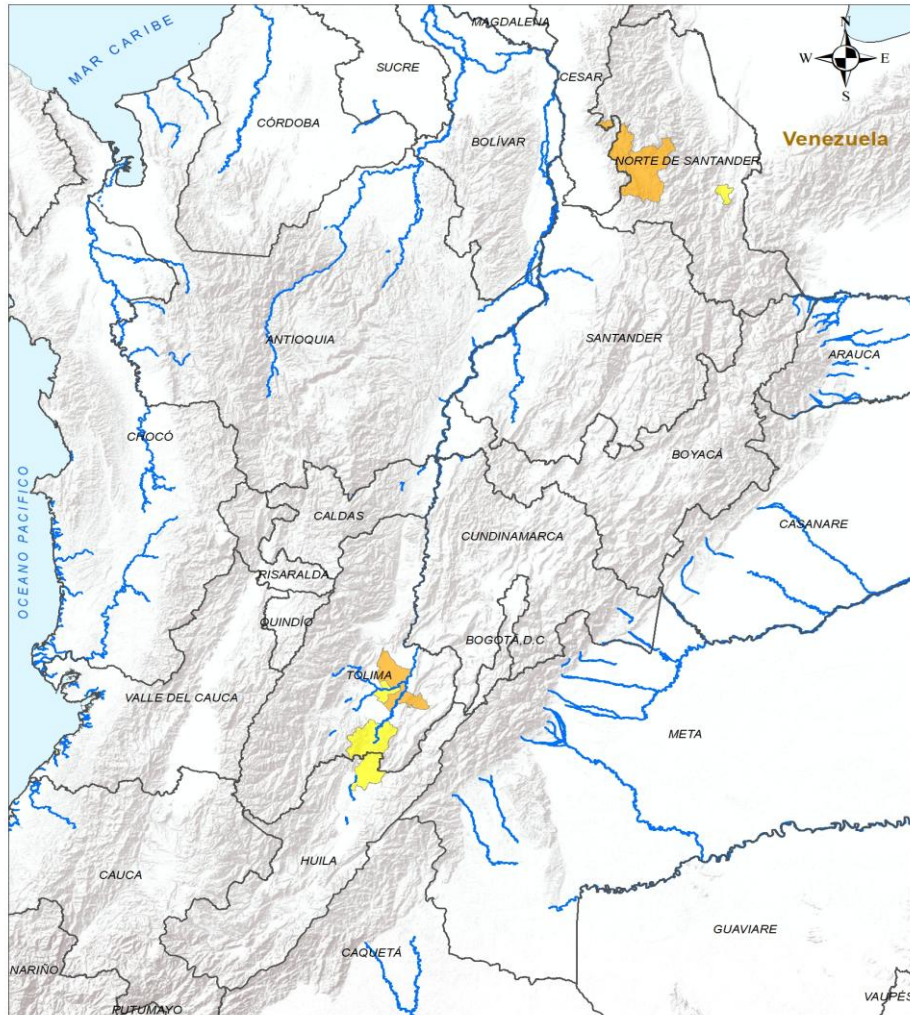 MAGDALENA
MAR CARIBE
N
W
E
S
SUCRE
CESAR
CÓRDOBA
BOLÍVAR
Venezuela
NORTE DE SANTANDER
ANTIOQUIA
SANTANDER
ARAUCA
CHOCÓ
BOYACÁ
OCEANO PACIFICO
CALDAS
CASANARE
CUNDINAMARCA
RISARALDA
QUINDÍO
BOGOTÁ, D.C
TOLIMA
VALLE DEL CAUCA
META
HUILA
CAUCA
GUAVIARE
CAQUETÁ
NARIÑO
VAUPÉS
PUTUMAYO